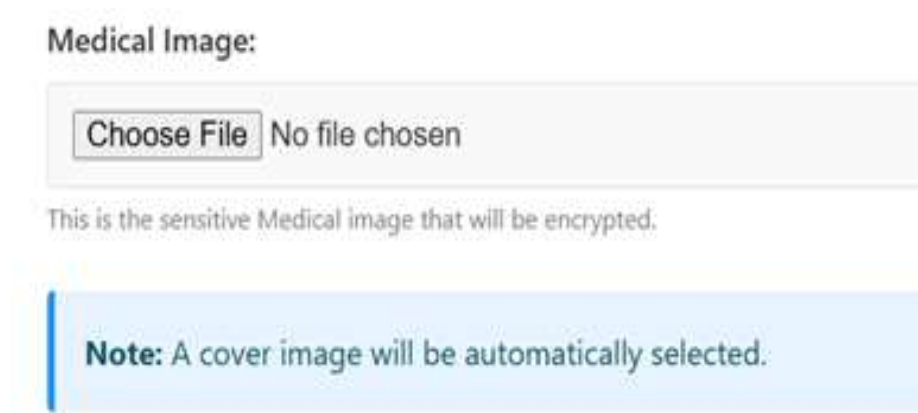 Medical Image:
Choose File No file chosen
This is the sensitive Medical image that will be encrypted.
Note: A cover image will be automatically selected.